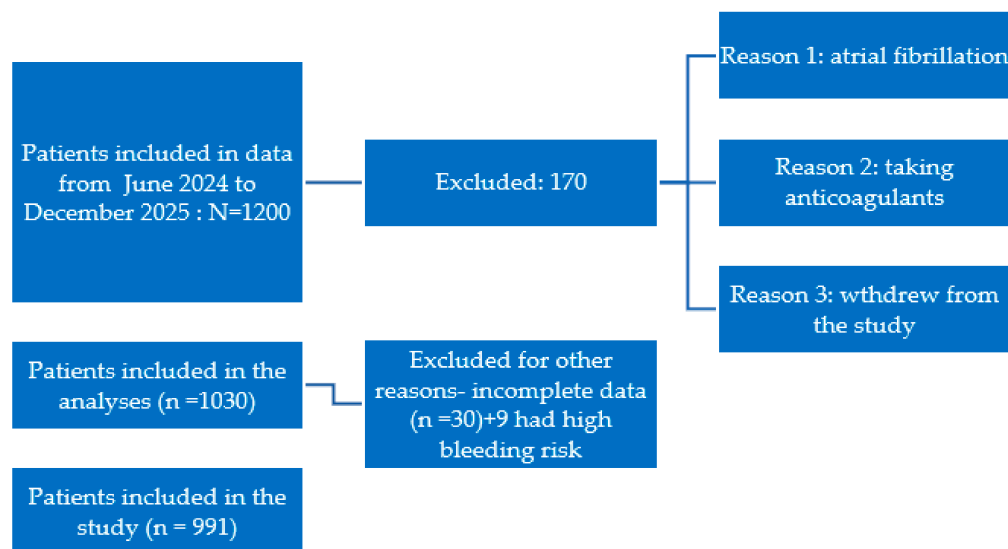 Patients included in data
from June 2024 to
December 2025 : N=1200
Excluded: 170
Reason 1: atrial fibrillation
Reason 2: taking
anticoagulants
Reason 3: wthdrew from
the study
Patients included in the
analyses (n =1030)
Excluded for other
reasons- incomplete data
(n =30)+9 had high
bleeding risk
Patients included in the
study (n = 991)